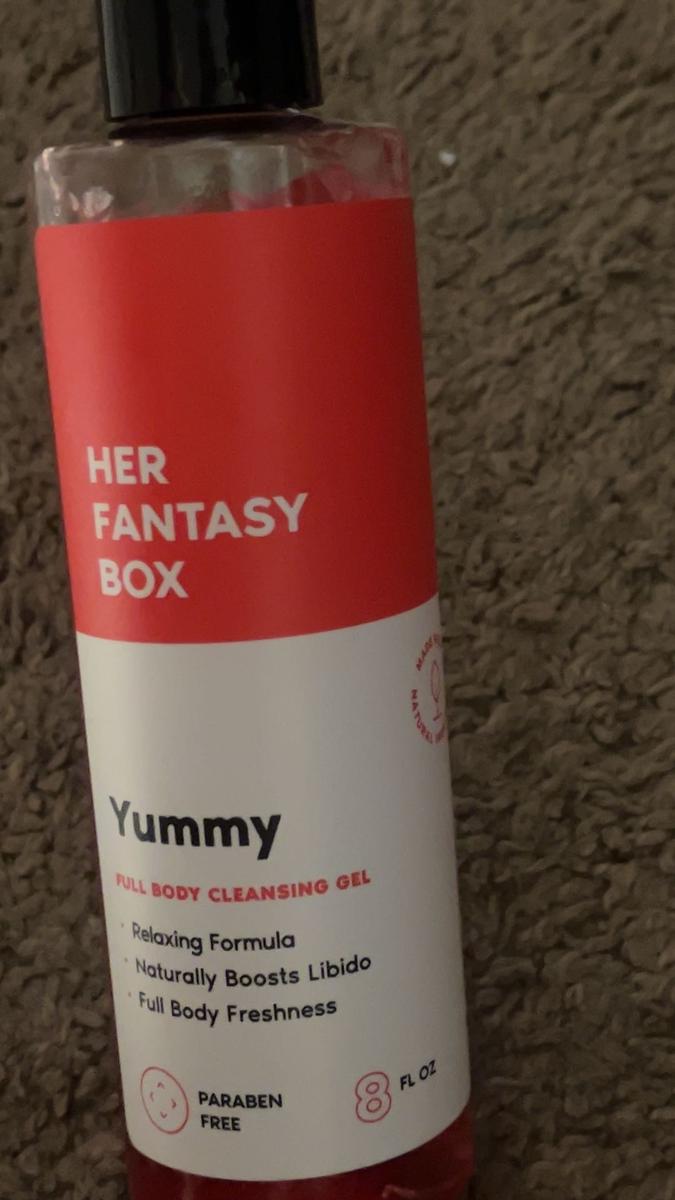 HER
FANTASY
BOX
NATURAL
Yummy
FULL BODY CLEANSING GEL
· Relaxing Formula
· Naturally Boosts Libido
· Full Body Freshness
PARABEN
FREE
8 FL OZ